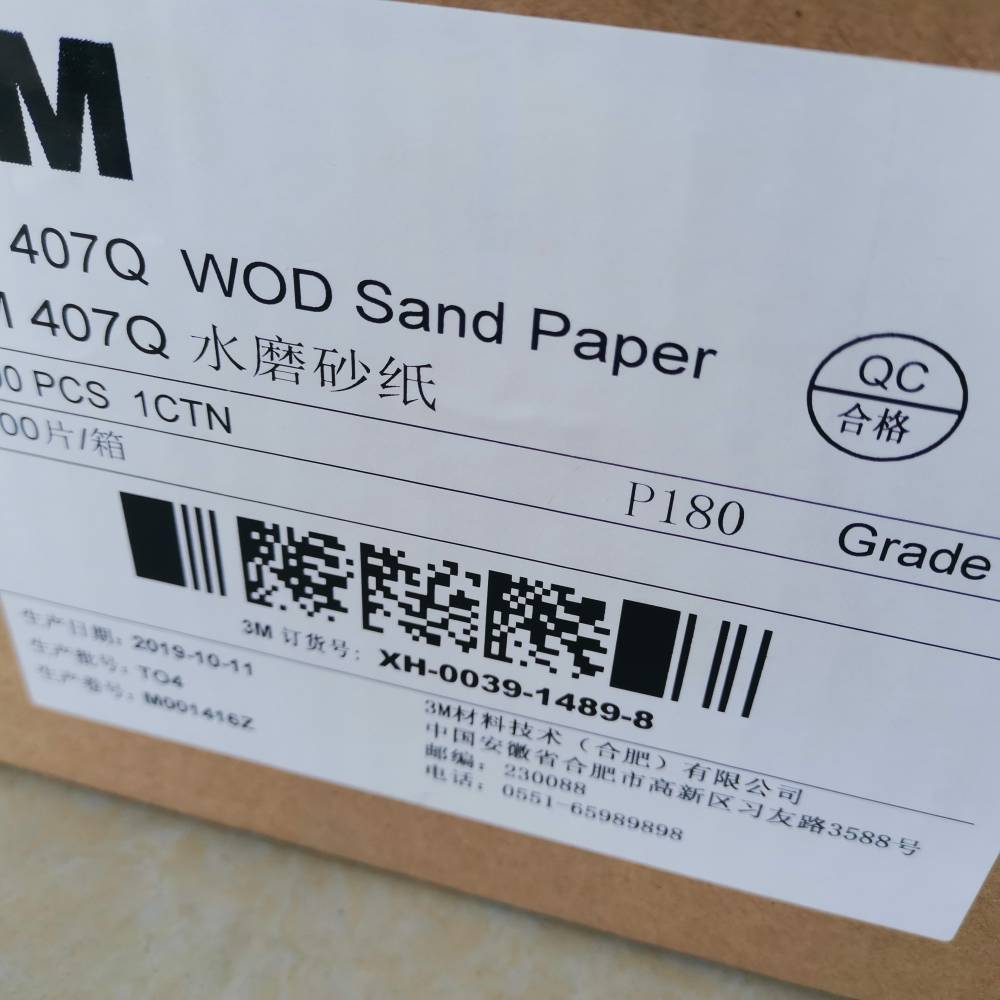 M
407Q WOD Sand Paper
M 407Q 水磨砂纸
QC
合格
00 PCS 1CTN
00片/箱
P180 Grade
3M 订货号: XH-0039-1489-8
生产日期: 2019-10-11
生产批号: TO4
生产卷号: M001416Z
3M材料技术（合肥）有限公司
中国安徽省合肥市高新区习友路3588号
邮编: 230088
电话: 0551-65989898